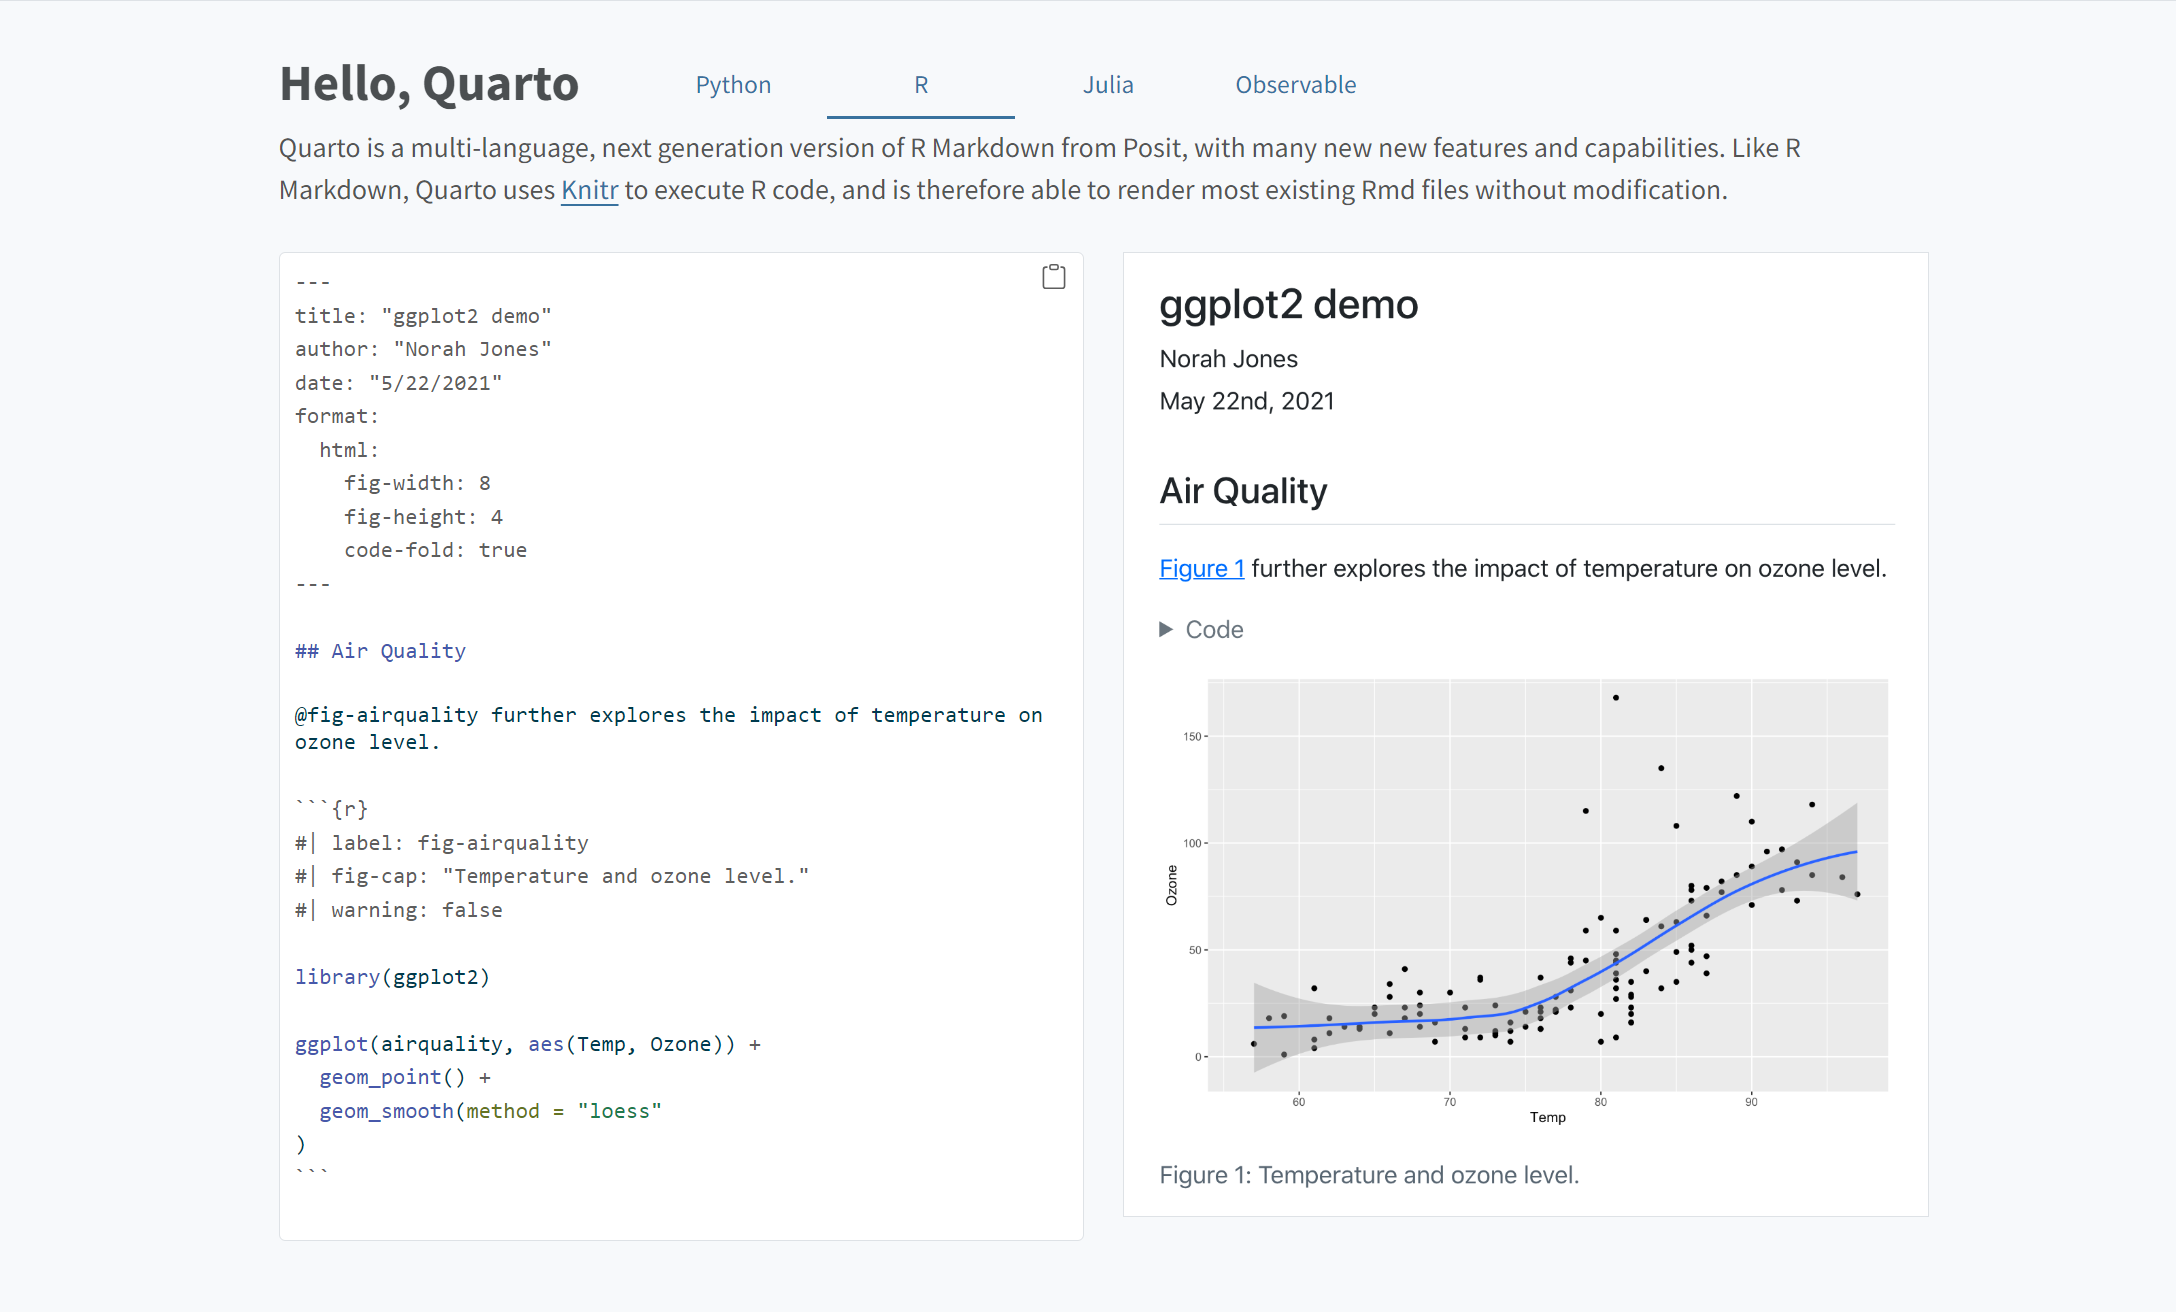 Hello, Quarto
Python
R
Julia
Observable
Quarto is a multi-language, next generation version of R Markdown from Posit, with many new new features and capabilities. Like R
Markdown, Quarto uses Knitr to execute R code, and is therefore able to render most existing Rmd files without modification.
---
title: "ggplot2 demo"
author: "Norah Jones"
date: "5/22/2021"
format:
  html:
    fig-width: 8
    fig-height: 4
    code-fold: true
---
## Air Quality
@fig-airquality further explores the impact of temperature on
ozone level.
```{r}
#| label: fig-airquality
#| fig-cap: "Temperature and ozone level."
#| warning: false
library(ggplot2)
ggplot(airquality, aes(Temp, Ozone)) +
  geom_point() +
  geom_smooth(method = "loess"
)
```
ggplot2 demo
Norah Jones
May 22nd, 2021
Air Quality
Figure 1 further explores the impact of temperature on ozone level.
Code
150
100
50
0
Ozone
60
70
80
90
Temp
Figure 1: Temperature and ozone level.